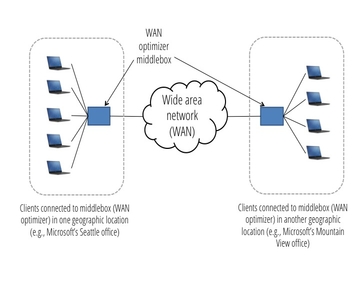 WAN
optimizer
middlebox
Wide area
network
(WAN)
Clients connected to middlebox (WAN
optimizer) in one geographic location
(e.g., Microsoft's Seattle office)
Clients connected to middlebox (WAN
optimizer) in another geographic
location (e.g., Microsoft's Mountain
View office)